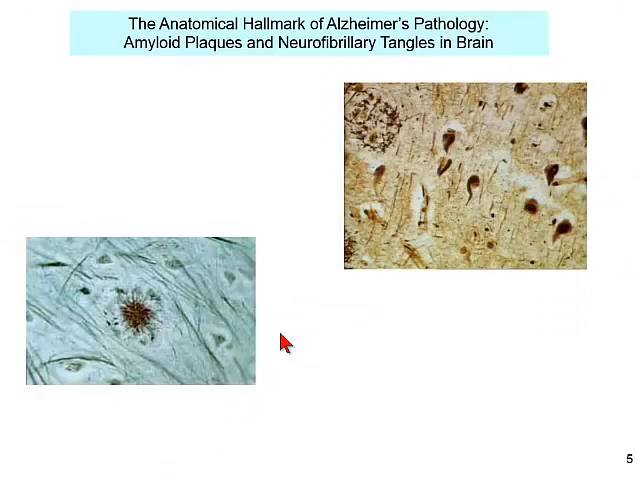 The Anatomical Hallmark of Alzheimer's Pathology:
Amyloid Plaques and Neurofibrillary Tangles in Brain
5